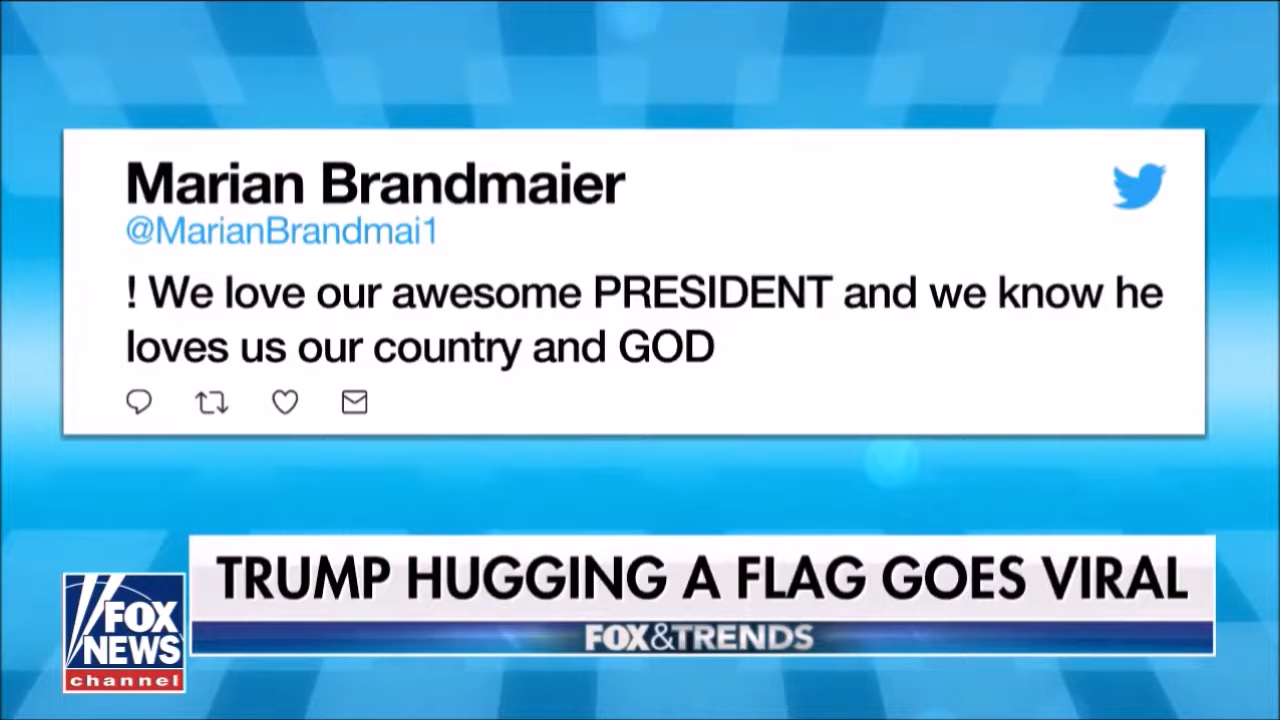 Marian Brandmaier
@MarianBrandmai1
! We love our awesome PRESIDENT and we know he
loves us our country and GOD
TRUMP HUGGING A FLAG GOES VIRAL
FOX&TRENDS
FOX
NEWS
channel